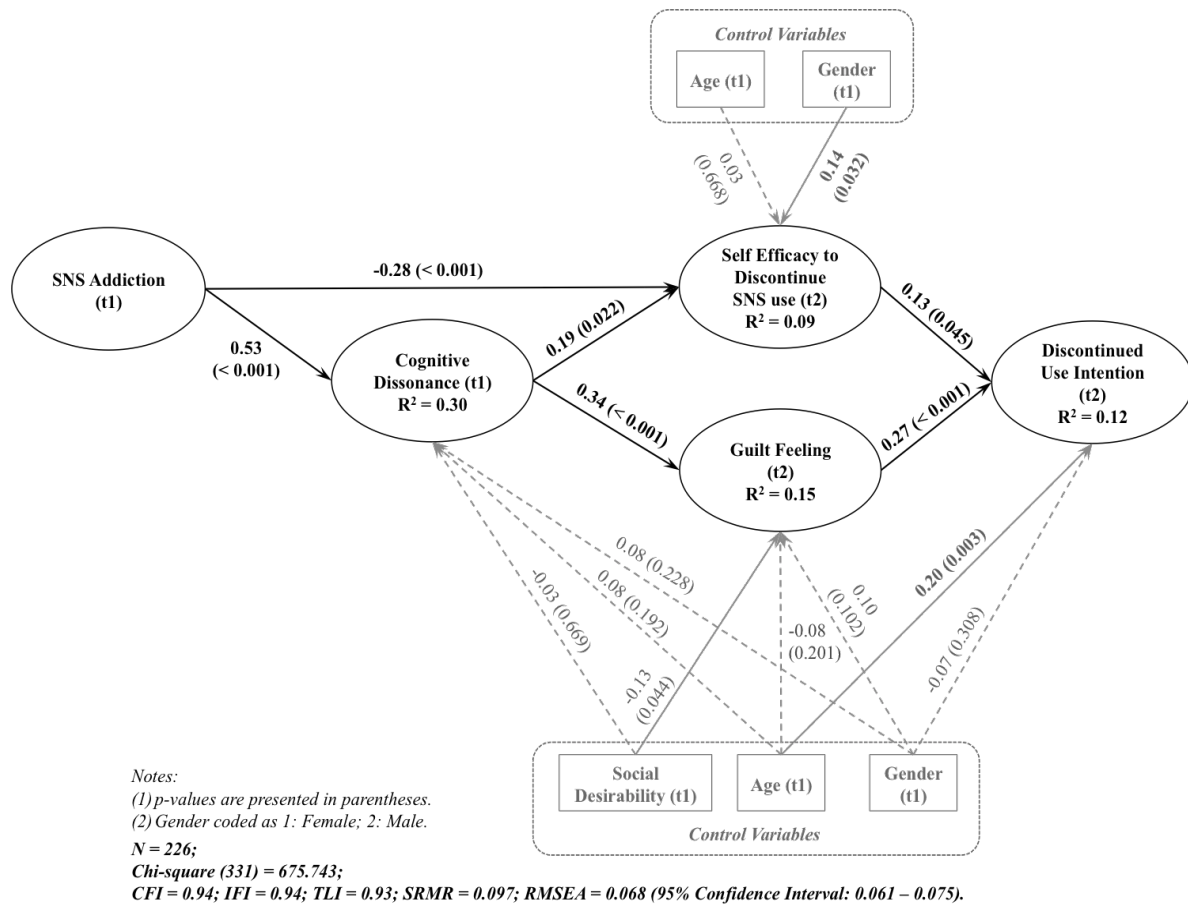 Control Variables
Age (t1)
Gender
(t1)
0.03
(0.668)
0.14
(0.032)
SNS Addiction
(t1)
-0.28 (< 0.001)
Self Efficacy to
Discontinue
SNS use (t2)
R² = 0.09
0.53
(< 0.001)
0.19 (0.022)
0.13 (0.045)
Cognitive
Dissonance (t1)
R² = 0.30
Discontinued
Use Intention
(t2)
R² = 0.12
0.34 (< 0.001)
0.27 (< 0.001)
Guilt Feeling
(t2)
R² = 0.15
0.08 (0.228)
0.08 (0.192)
-0.03 (0.669)
-0.13
(0.044)
-0.08
(0.201)
0.10
(0.102)
0.20 (0.003)
-0.07 (0.308)
Social
Desirability (t1)
Age (t1)
Gender
(t1)
Control Variables
Notes:
(1) p-values are presented in parentheses.
(2) Gender coded as 1: Female; 2: Male.
N = 226;
Chi-square (331) = 675.743;
CFI = 0.94; IFI = 0.94; TLI = 0.93; SRMR = 0.097; RMSEA = 0.068 (95% Confidence Interval: 0.061 – 0.075).